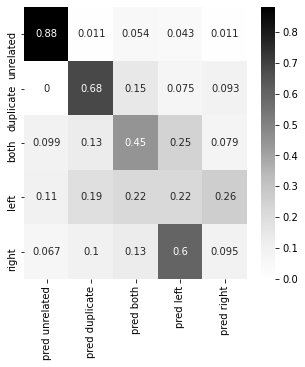 unrelated 0.88 0.011 0.054 0.043 0.011
duplicate 0 0.68 0.15 0.075 0.093
both 0.099 0.13 0.45 0.25 0.079
left 0.11 0.19 0.22 0.22 0.26
right 0.067 0.1 0.13 0.6 0.095
pred unrelated pred duplicate pred both pred left pred right
0.8
0.7
0.6
0.5
0.4
0.3
0.2
0.1
0.0